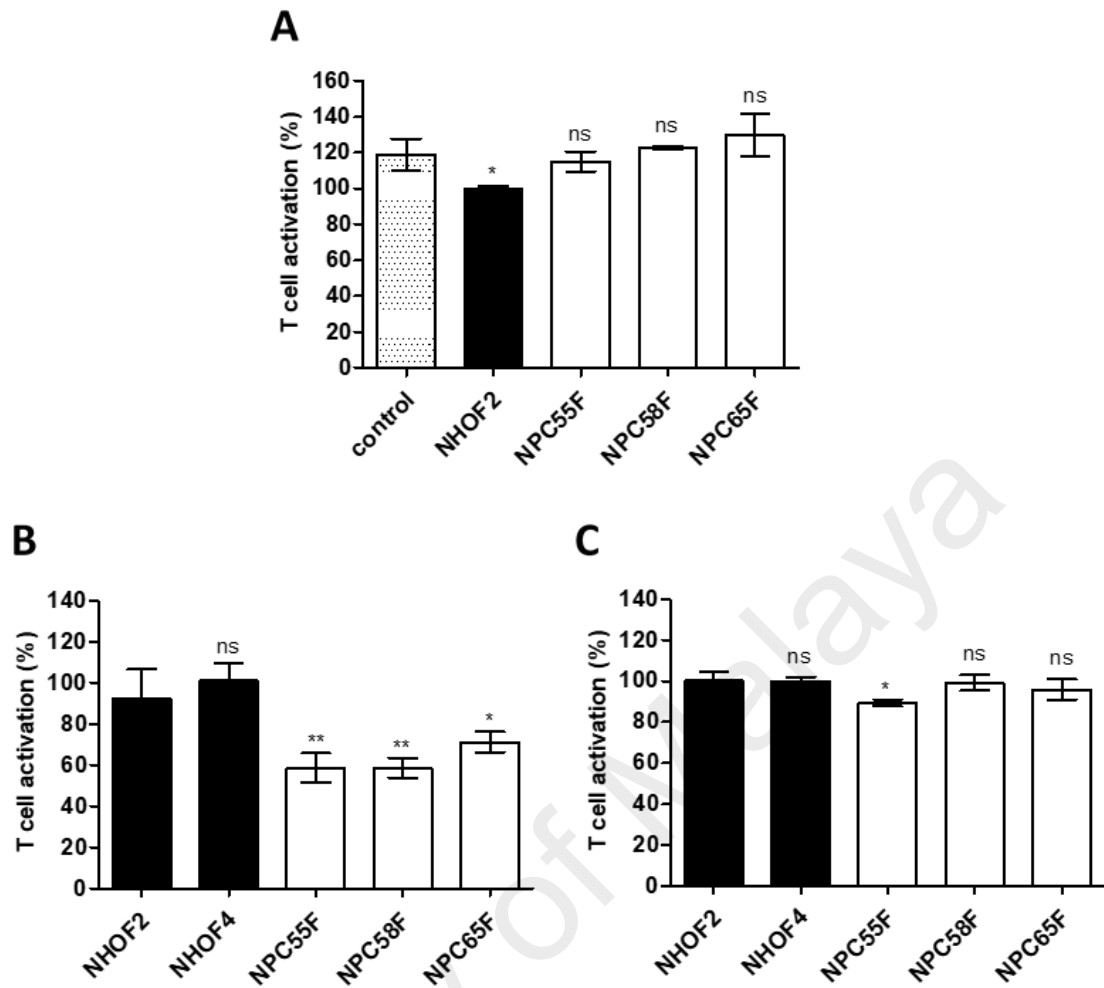 A
T cell activation (%)
160
140
120
100
80
60
40
20
0
ns
ns
ns
*
control
NHOF2
NPC55F
NPC58F
NPC65F
B
T cell activation (%)
140
120
100
80
60
40
20
0
ns
**
**
*
NHOF2
NHOF4
NPC55F
NPC58F
NPC65F
C
T cell activation (%)
140
120
100
80
60
40
20
0
ns
*
ns
ns
NHOF2
NHOF4
NPC55F
NPC58F
NPC65F
of Malaya